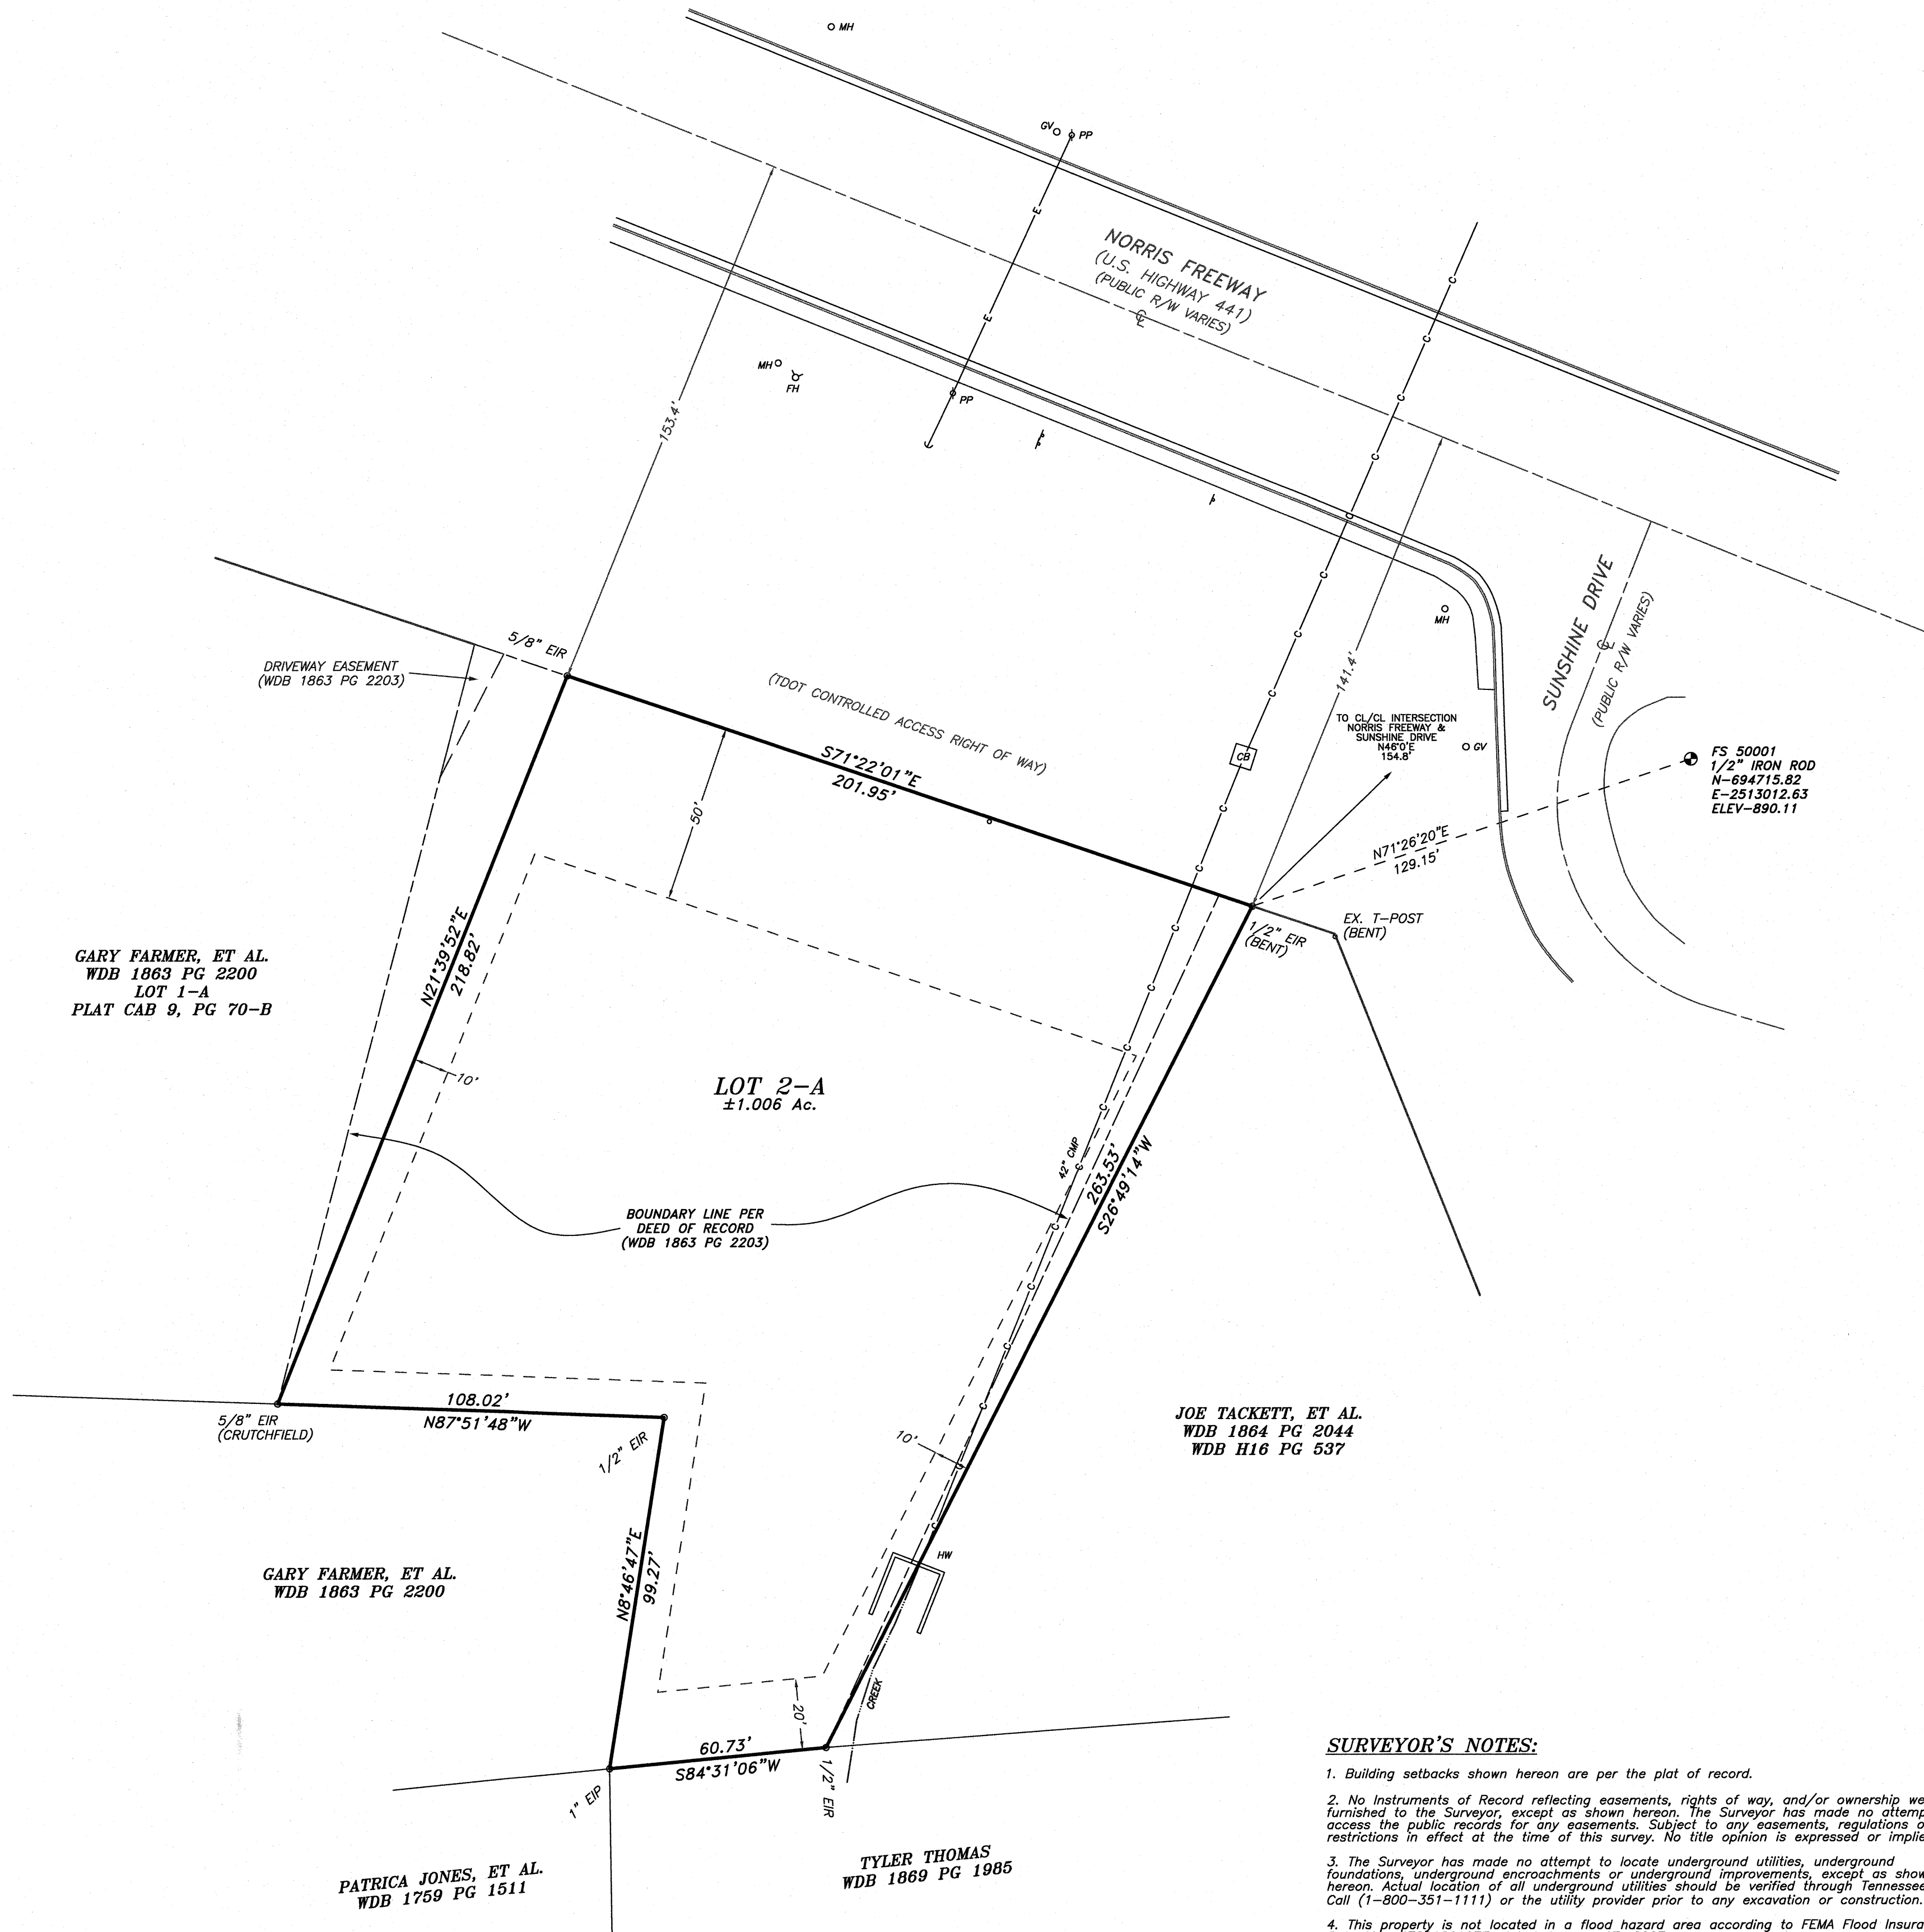 MH
GV
PP
E
E
NORRIS FREEWAY
(U.S. HIGHWAY 441)
(PUBLIC R/W VARIES)
CL
C
C
C
C
MH
FH
PP
153.4'
141.4'
SUNSHINE DRIVE
CL
(PUBLIC R/W VARIES)
MH
5/8" EIR
DRIVEWAY EASEMENT
(WDB 1863 PG 2203)
(TDOT CONTROLLED ACCESS RIGHT OF WAY)
S71°22'01"E
201.95'
50'
CB
TO CL/CL INTERSECTION
NORRIS FREEWAY &
SUNSHINE DRIVE
N46°0'E
154.8'
GV
FS 50001
1/2" IRON ROD
N-694715.82
E-2513012.63
ELEV-890.11
N71°26'20"E
129.15'
EX. T-POST
(BENT)
1/2" EIR
(BENT)
GARY FARMER, ET AL.
WDB 1863 PG 2200
LOT 1-A
PLAT CAB 9, PG 70-B
N21°39'52"E
218.82'
10'
LOT 2-A
±1.006 Ac.
42" CMP
263.53'
S26°49'14"W
BOUNDARY LINE PER
DEED OF RECORD
(WDB 1863 PG 2203)
108.02'
N87°51'48"W
5/8" EIR
(CRUTCHFIELD)
1/2" EIR
10'
JOE TACKETT, ET AL.
WDB 1864 PG 2044
WDB H16 PG 537
GARY FARMER, ET AL.
WDB 1863 PG 2200
N8°46'47"E
99.27'
HW
CREEK
20'
60.73'
S84°31'06"W
1" EIP
1/2" EIR
PATRICA JONES, ET AL.
WDB 1759 PG 1511
TYLER THOMAS
WDB 1869 PG 1985
SURVEYOR'S NOTES:
1. Building setbacks shown hereon are per the plat of record.
2. No Instruments of Record reflecting easements, rights of way, and/or ownership we
furnished to the Surveyor, except as shown hereon. The Surveyor has made no attemp
access the public records for any easements. Subject to any easements, regulations o
restrictions in effect at the time of this survey. No title opinion is expressed or implie
3. The Surveyor has made no attempt to locate underground utilities, underground
foundations, underground encroachments or underground improvements, except as show
hereon. Actual location of all underground utilities should be verified through Tennessee
Call (1-800-351-1111) or the utility provider prior to any excavation or construction.
4. This property is not located in a flood hazard area according to FEMA Flood Insura